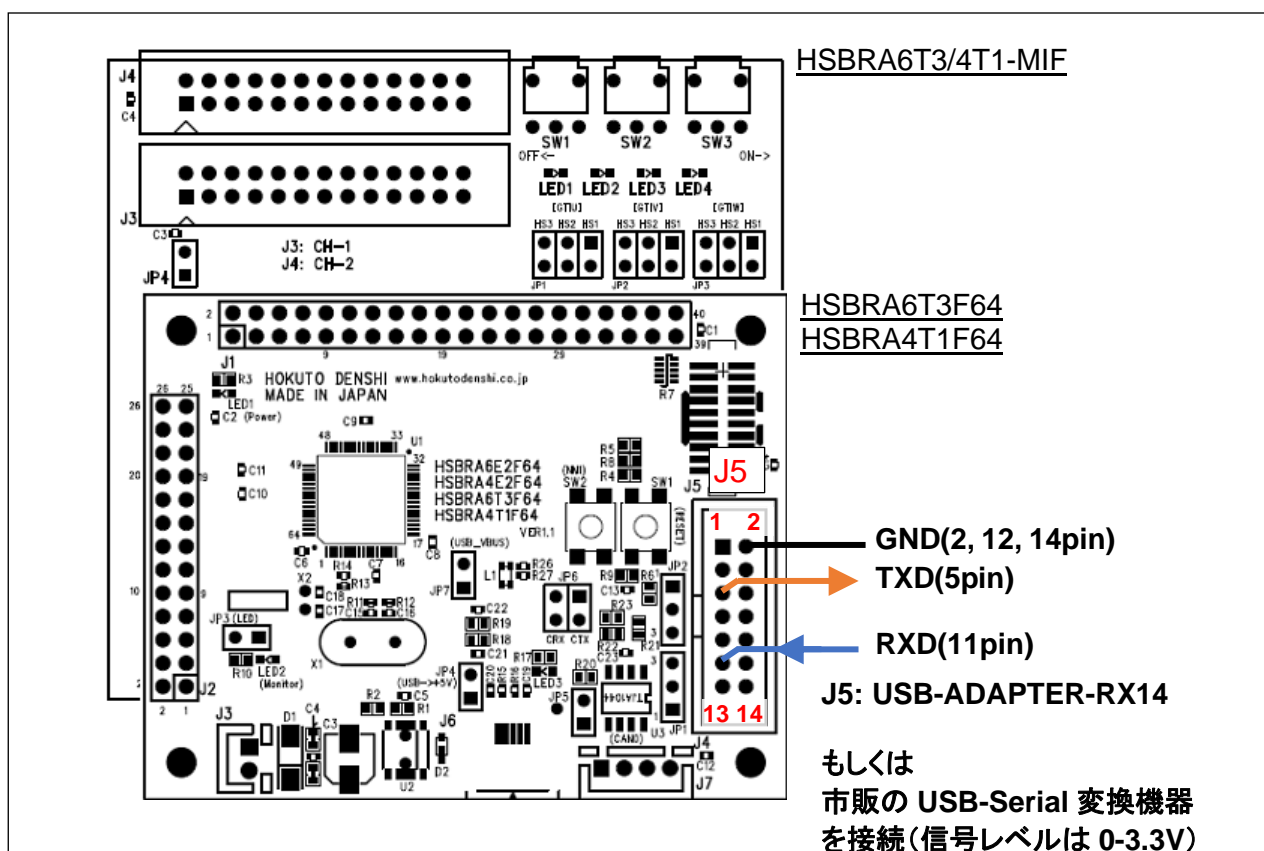 HSBRA6T3/4T1-MIF
J4
C4
SW1 SW2 SW3
OFF<- ON->
LED1 LED2 LED3 LED4
[GTIU] [GTIV] [GTIW]
HS3 HS2 HS1 HS3 HS2 HS1 HS3 HS2 HS1
J3
C3
J3: CH-1
J4: CH-2
JP4
JP1 JP2 JP3
HSBRA6T3F64
HSBRA4T1F64
2 40
1 39
9 19 29
C1
J1
R3 HOKUTO DENSHI www.hokutodenshi.co.jp
LED1 MADE IN JAPAN
C2 (Power)
R7
26 25
26
C9
48 33
U1
32
49
20 19
C11
C10
HSBRA6E2F64
HSBRA4E2F64
HSBRA6T3F64
HSBRA4T1F64
VER1.1
R5
R8
R4
(NMI)
SW2 SW1
(RESET)
J5
J5
1 2
GND(2, 12, 14pin)
TXD(5pin)
RXD(11pin)
J5: USB-ADAPTER-RX14
13 14
64 17
1 16
C6 R14 C7 C8
R13
(USB_VBUS)
JP7
L1 R26
R27
JP6
R9 R6
C13
JP2
X2 C18
C17
R11 R12
C15 C16
10 9
C22
R19
R18
C21
CRX CTX
R23
R22
C23
R21
3
3
JP3(LED)
R10 LED2
(Monitor)
X1
(USB->+5V)
JP4
C20 R15 R16 C19
R17
LED3
R20
JP5
TJA1044
U3
1
JP1
(CAN0)
2
J2
2 1
J3 D1 C4 C3
R2 C5
R1
J6
U2 D2
J4
C12
J7
もしくは
市販の USB-Serial 変換機器
を接続(信号レベルは 0-3.3V)